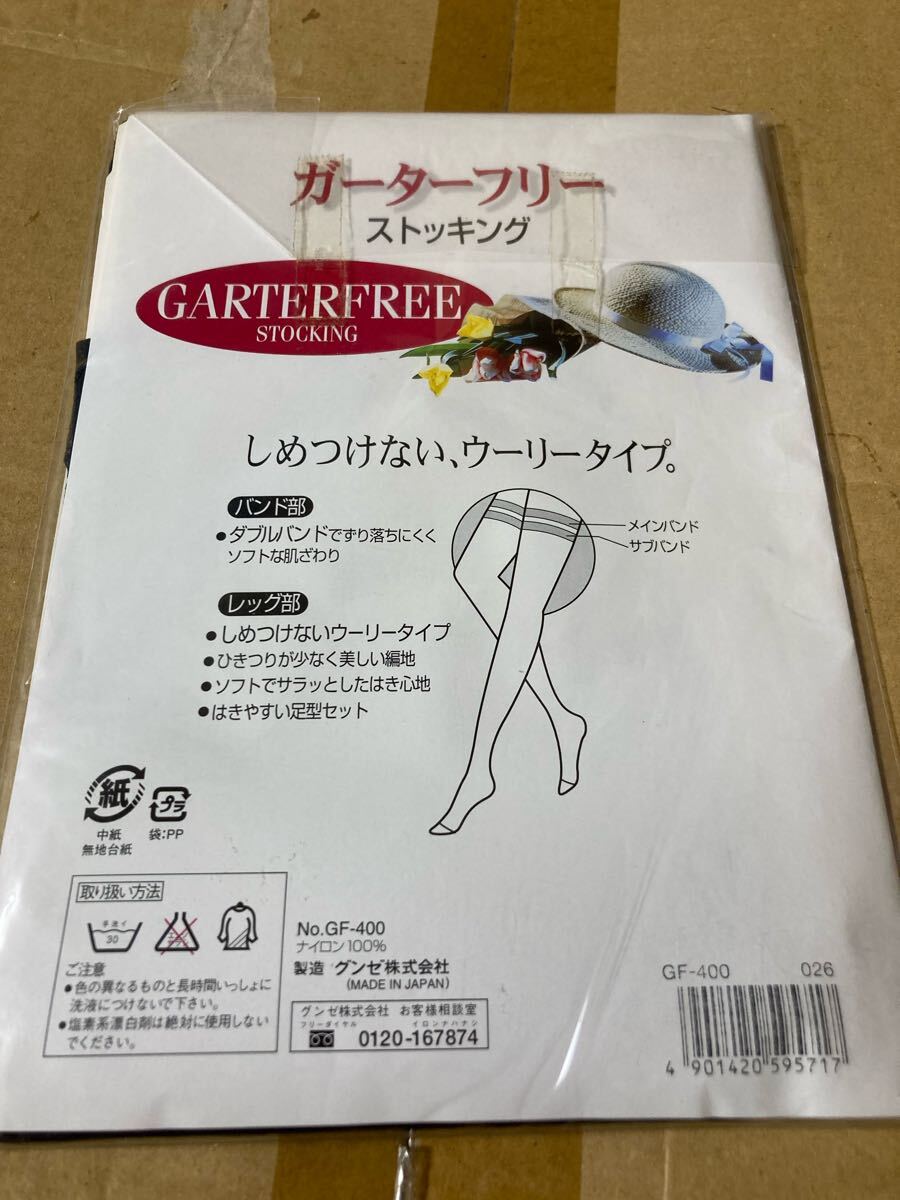 ガーターフリー
ストッキング
GARTERFREE
STOCKING
しめつけない、ウーリータイプ。
バンド部
●ダブルバンドでずり落ちにくく
ソフトな肌ざわり
メインバンド
サブバンド
レッグ部
●しめつけないウーリータイプ
●ひきつりが少なく美しい編地
●ソフトでサラッとしたはき心地
●はきやすい足型セット
紙
プラ
中紙
無地台紙
袋:PP
取り扱い方法
手洗イ
30
ご注意
●色の異なるものと長時間いっしょに
洗液につけないで下さい。
●塩素系漂白剤は絶対に使用しない
でください。
No.GF-400
ナイロン100%
製造 グンゼ株式会社
(MADE IN JAPAN)
グンゼ株式会社 お客様相談室
フリーダイヤル イロンナハナシ
0120-167874
GF-400 026
4 901420 595717